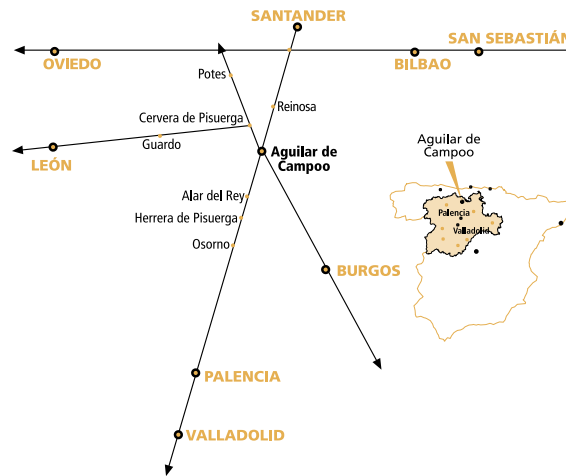 SANTANDER
SAN SEBASTIÁN
OVIEDO
BILBAO
Potes
Reinosa
Cervera de Pisuerga
Guardo
LEÓN
Aguilar de
Campoo
Aguilar de
Campoo
Alar del Rey
Herrera de Pisuerga
Osorno
Palencia
Valladolid
BURGOS
PALENCIA
VALLADOLID